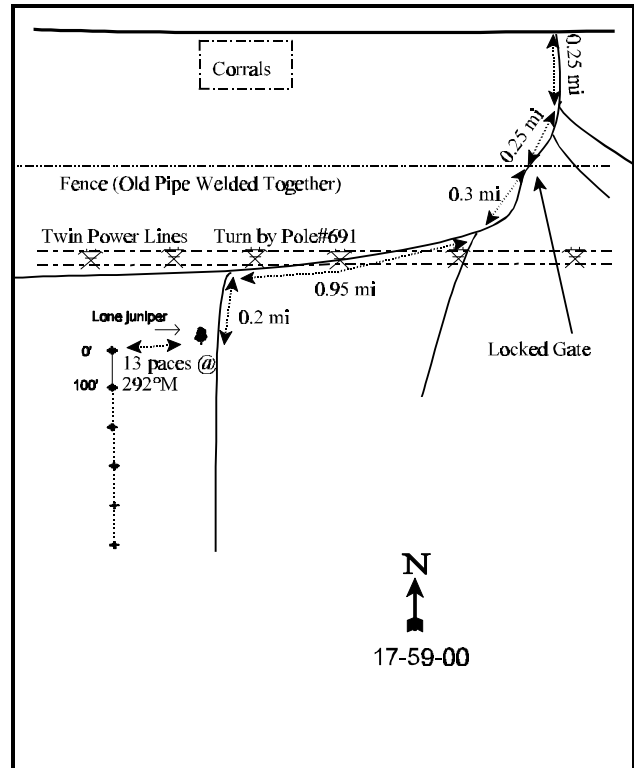 0.25 mi
Corrals
0.25 mi
Fence (Old Pipe Welded Together)
0.3 mi
Twin Power Lines
Turn by Pole#691
0.95 mi
0.2 mi
Lone juniper
Locked Gate
0'
13 paces @
100'
292°M
N
17-59-00